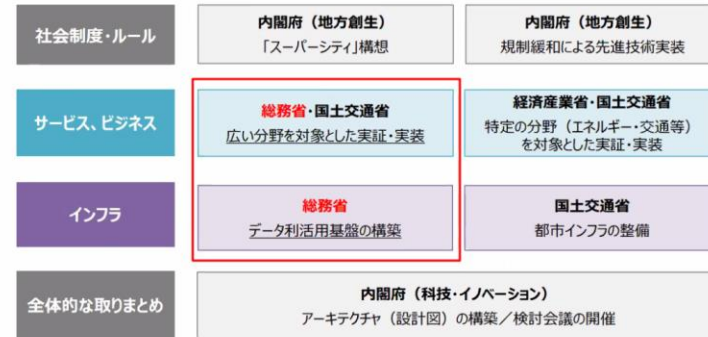 社会制度・ルール
内閣府（地方創生）
「スーパーシティ」構想
内閣府（地方創生）
規制緩和による先進技術実装
サービス、ビジネス
総務省・国土交通省
広い分野を対象とした実証・実装
経済産業省・国土交通省
特定の分野（エネルギー・交通等）
を対象とした実証・実装
インフラ
総務省
データ利活用基盤の構築
国土交通省
都市インフラの整備
全体的な取りまとめ
内閣府（科技・イノベーション）
アーキテクチャ（設計図）の構築／検討会議の開催